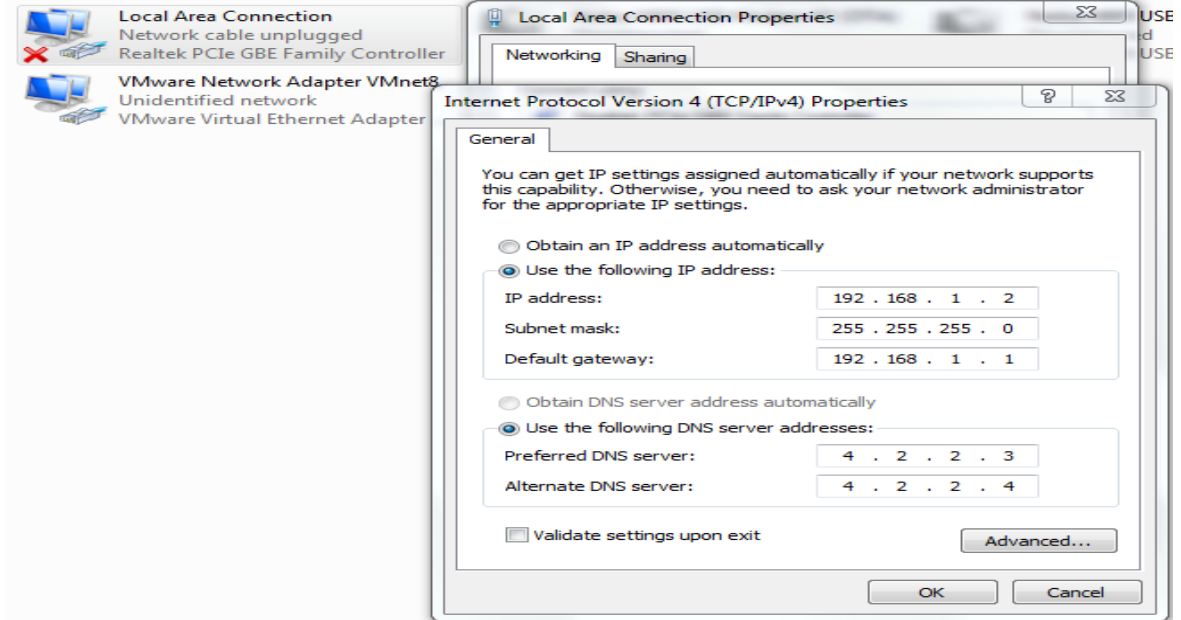 Local Area Connection
Network cable unplugged
Realtek PCIe GBE Family Controller
VMware Network Adapter VMnet8
Unidentified network
VMware Virtual Ethernet Adapter
Local Area Connection Properties
USB
Networking
Sharing
Internet Protocol Version 4 (TCP/IPv4) Properties
General
You can get IP settings assigned automatically if your network supports
this capability. Otherwise, you need to ask your network administrator
for the appropriate IP settings.
Obtain an IP address automatically
Use the following IP address:
IP address: 192 . 168 . 1 . 2
Subnet mask: 255 . 255 . 255 . 0
Default gateway: 192 . 168 . 1 . 1
Obtain DNS server address automatically
Use the following DNS server addresses:
Preferred DNS server: 4 . 2 . 2 . 3
Alternate DNS server: 4 . 2 . 2 . 4
Validate settings upon exit
Advanced...
OK
Cancel